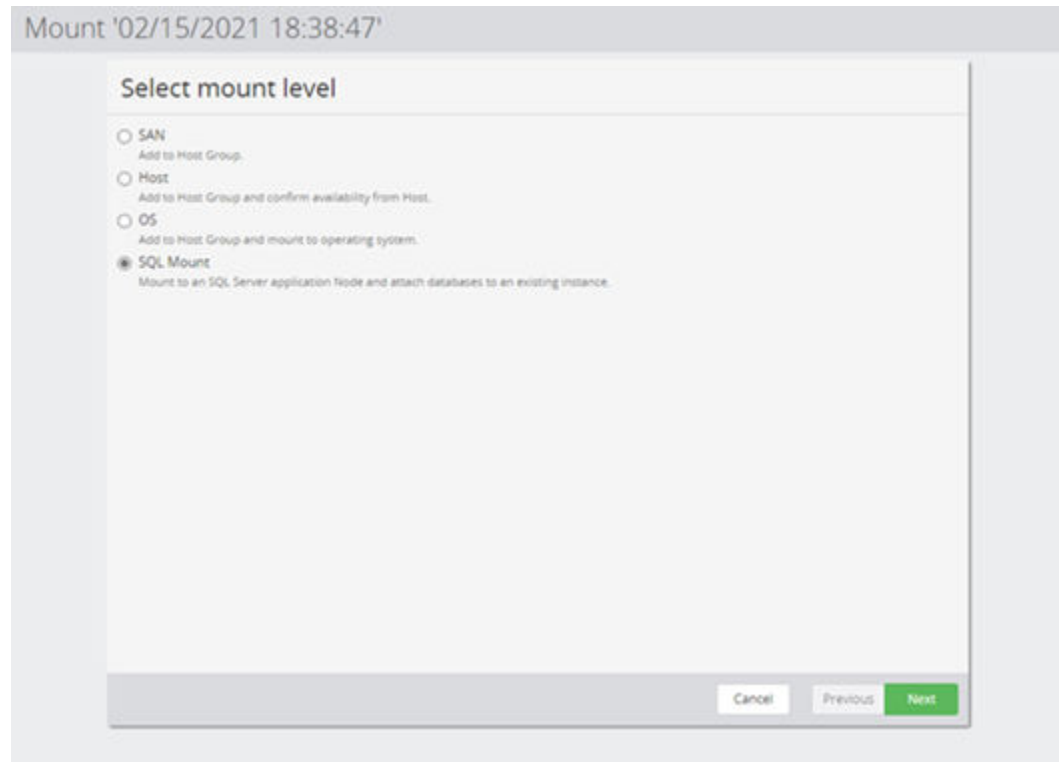 Mount '02/15/2021 18:38:47'
Select mount level
SAN
Add to Host Group.
Host
Add to Host Group and confirm availability from Host.
OS
Add to Host Group and mount to operating system.
SQL Mount
Mount to an SQL Server application Node and attach databases to an existing instance.
Cancel Previous Next